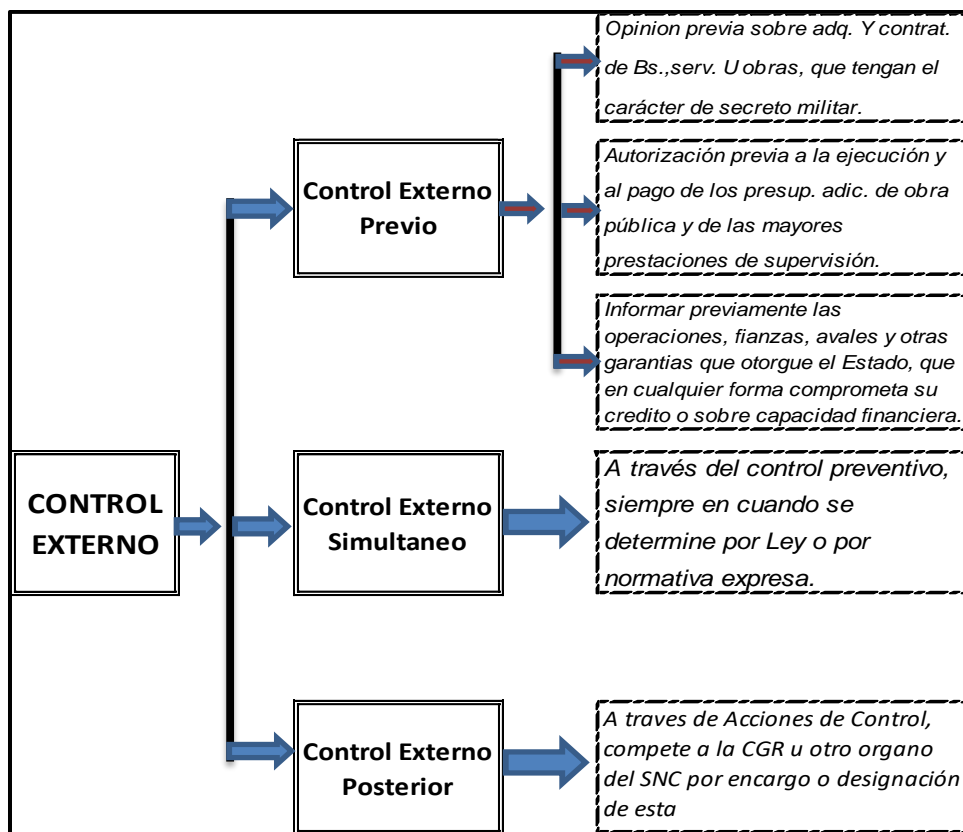 CONTROL
EXTERNO
Control Externo
Previo
Opinion previa sobre adq. Y contrat.
de Bs.,serv. U obras, que tengan el
carácter de secreto militar.
Autorización previa a la ejecución y
al pago de los presup. adic. de obra
pública y de las mayores
prestaciones de supervisión.
Informar previamente las
operaciones, fianzas, avales y otras
garantias que otorgue el Estado, que
en cualquier forma comprometa su
credito o sobre capacidad financiera.
Control Externo
Simultaneo
A través del control preventivo,
siempre en cuando se
determine por Ley o por
normativa expresa.
Control Externo
Posterior
A traves de Acciones de Control,
compete a la CGR u otro organo
del SNC por encargo o designación
de esta